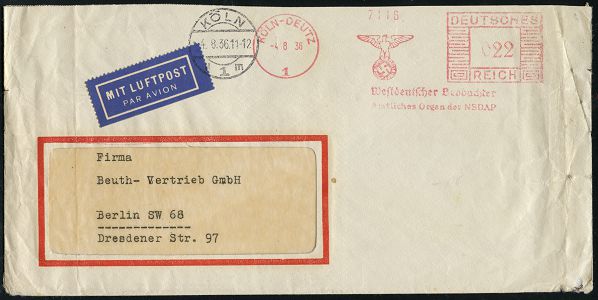 KÖLN
4. 8. 36.11-12
1 m
KÖLN-DEUTZ
-4. 8 36
1
7116
DEUTSCHES
022
REICH
Westdeutscher Beobachter
Amtliches Organ der NSDAP
MIT LUFTPOST
PAR AVION
Firma
Beuth- Vertrieb GmbH
Berlin SW 68
Dresdener Str. 97